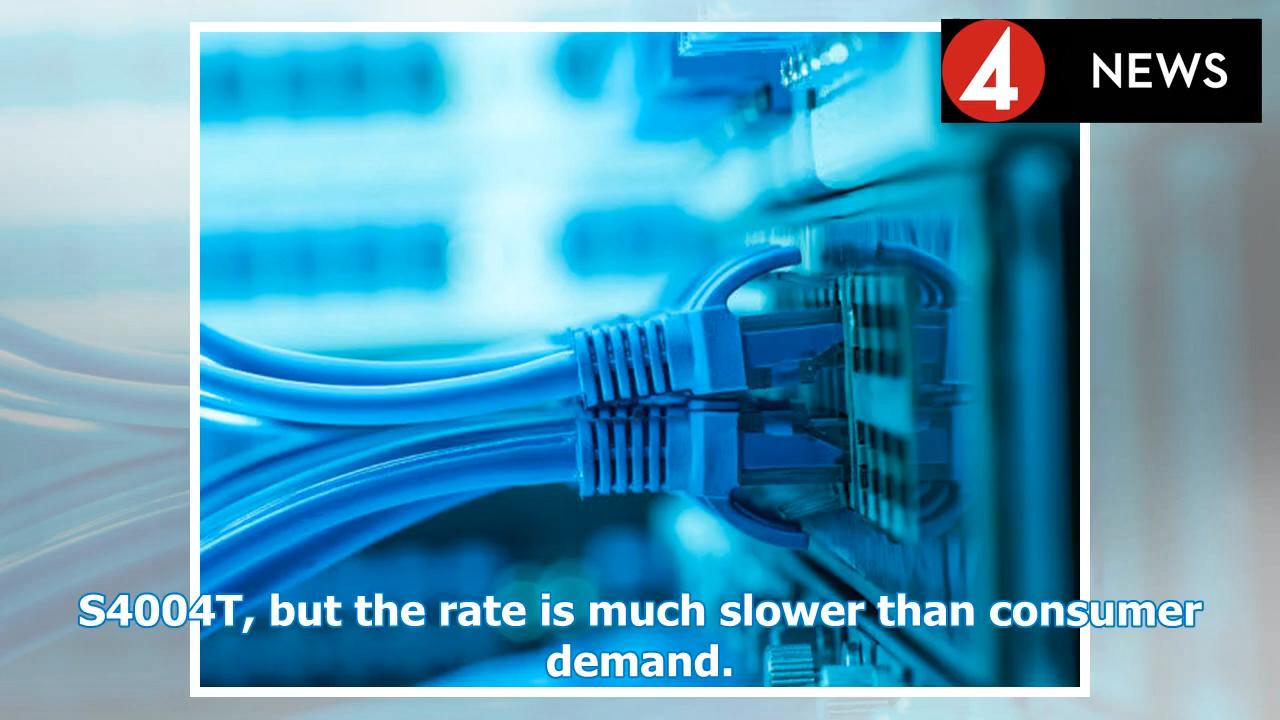 4 NEWS
S4004T, but the rate is much slower than consumer
demand.